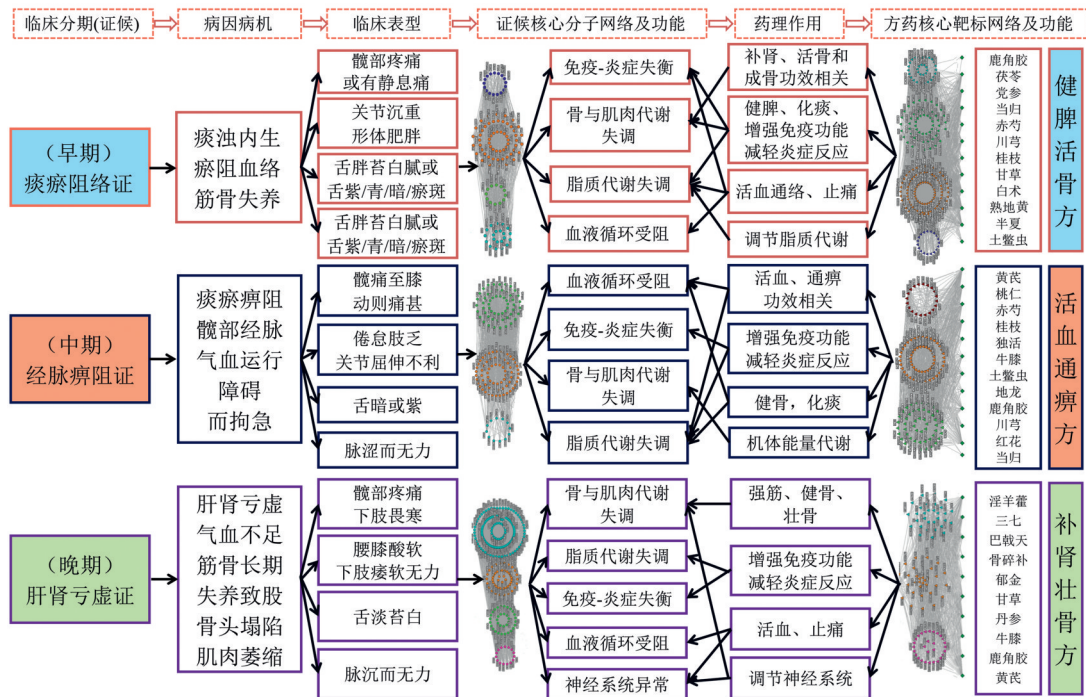 临床分期(证候)
病因病机
临床表型
证候核心分子网络及功能
药理作用
方药核心靶标网络及功能
（早期）
痰瘀阻络证
痰浊内生
瘀阻血络
筋骨失养
髋部疼痛
或有静息痛
关节沉重
形体肥胖
舌胖苔白腻或
舌紫/青/暗/瘀斑
舌胖苔白腻或
舌紫/青/暗/瘀斑
免疫-炎症失衡
骨与肌肉代谢
失调
脂质代谢失调
血液循环受阻
补肾、活骨和
成骨功效相关
健脾、化痰、
增强免疫功能
减轻炎症反应
活血通络、止痛
调节脂质代谢
鹿角胶
茯苓
党参
当归
赤芍
川芎
桂枝
甘草
白术
熟地黄
半夏
土鳖虫
健脾活骨方
（中期）
经脉痹阻证
痰瘀痹阻
髋部经脉
气血运行
障碍
而拘急
髋痛至膝
动则痛甚
倦怠肢乏
关节屈伸不利
舌暗或紫
脉涩而无力
血液循环受阻
免疫-炎症失衡
骨与肌肉代谢
失调
脂质代谢失调
活血、通痹
功效相关
增强免疫功能
减轻炎症反应
健骨，化痰
机体能量代谢
黄芪
桃仁
赤芍
桂枝
独活
牛膝
土鳖虫
地龙
鹿角胶
川芎
红花
当归
活血通痹方
（晚期）
肝肾亏虚证
肝肾亏虚
气血不足
筋骨长期
失养致股
骨头塌陷
肌肉萎缩
髋部疼痛
下肢畏寒
腰膝酸软
下肢痿软无力
舌淡苔白
脉沉而无力
骨与肌肉代谢
失调
脂质代谢失调
免疫-炎症失衡
血液循环受阻
神经系统异常
强筋、健骨、
壮骨
增强免疫功能
减轻炎症反应
活血、止痛
调节神经系统
淫羊藿
三七
巴戟天
骨碎补
郁金
甘草
丹参
牛膝
鹿角胶
黄芪
补肾壮骨方